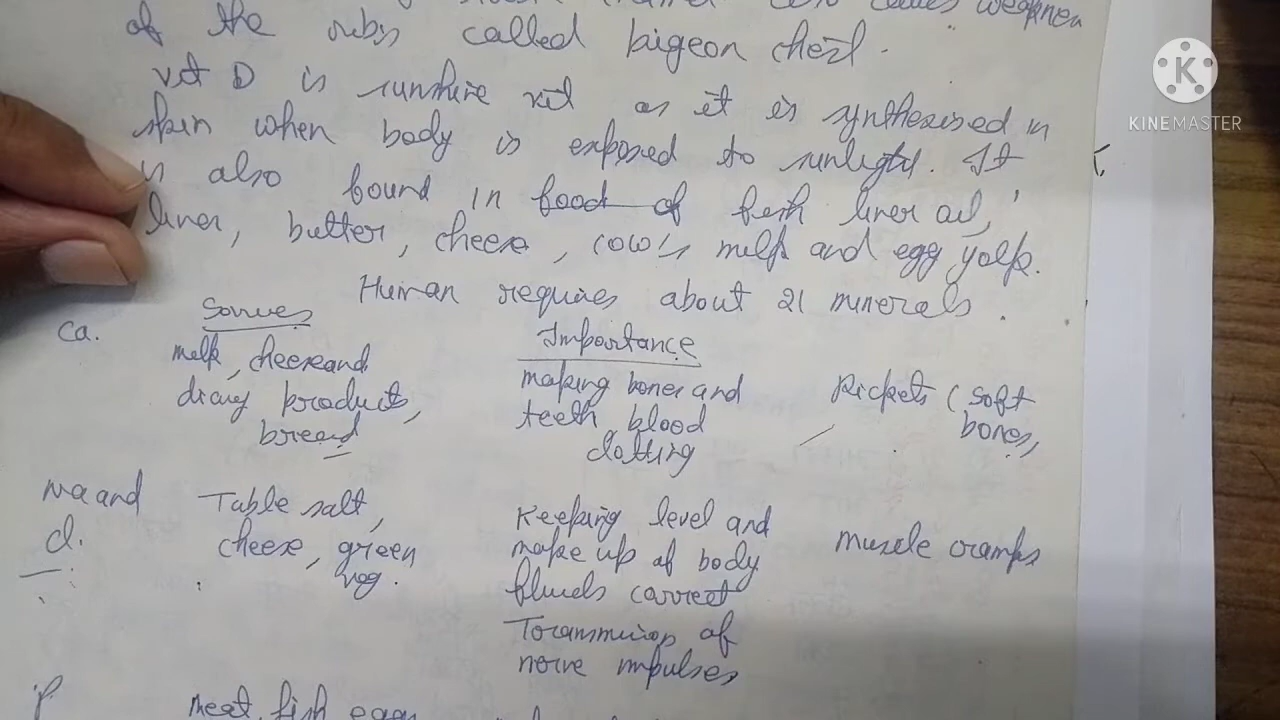 weakness
of the ribs called pigeon chest.
vit D is sunshine vit as it is synthesised in
skin when body is exposed to sunlight. It
is also found in food of fish liver oil,
liver, butter, cheese, cow's milk and egg yolk.
Human requires about 21 minerals.
Sources Importance
Ca. milk, cheese and making bones and Rickets (soft
diary products, teeth, blood bones,
bread clotting
Na and Table salt, Keeping level and muscle cramps
cl. cheese, green make up of body
veg. fluids correct
Transmission of
nerve impulses
P meat, fish, eggs
KINEMASTER